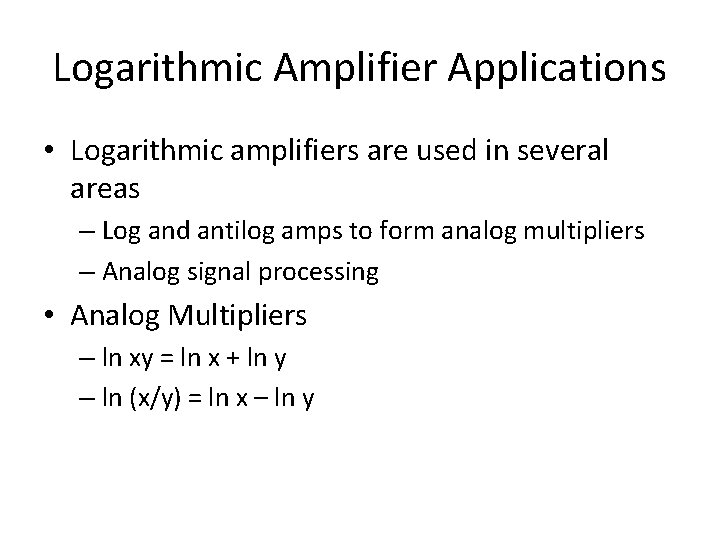 Logarithmic Amplifier Applications
• Logarithmic amplifiers are used in several
areas
– Log and antilog amps to form analog multipliers
– Analog signal processing
• Analog Multipliers
– ln xy = ln x + ln y
– ln (x/y) = ln x – ln y